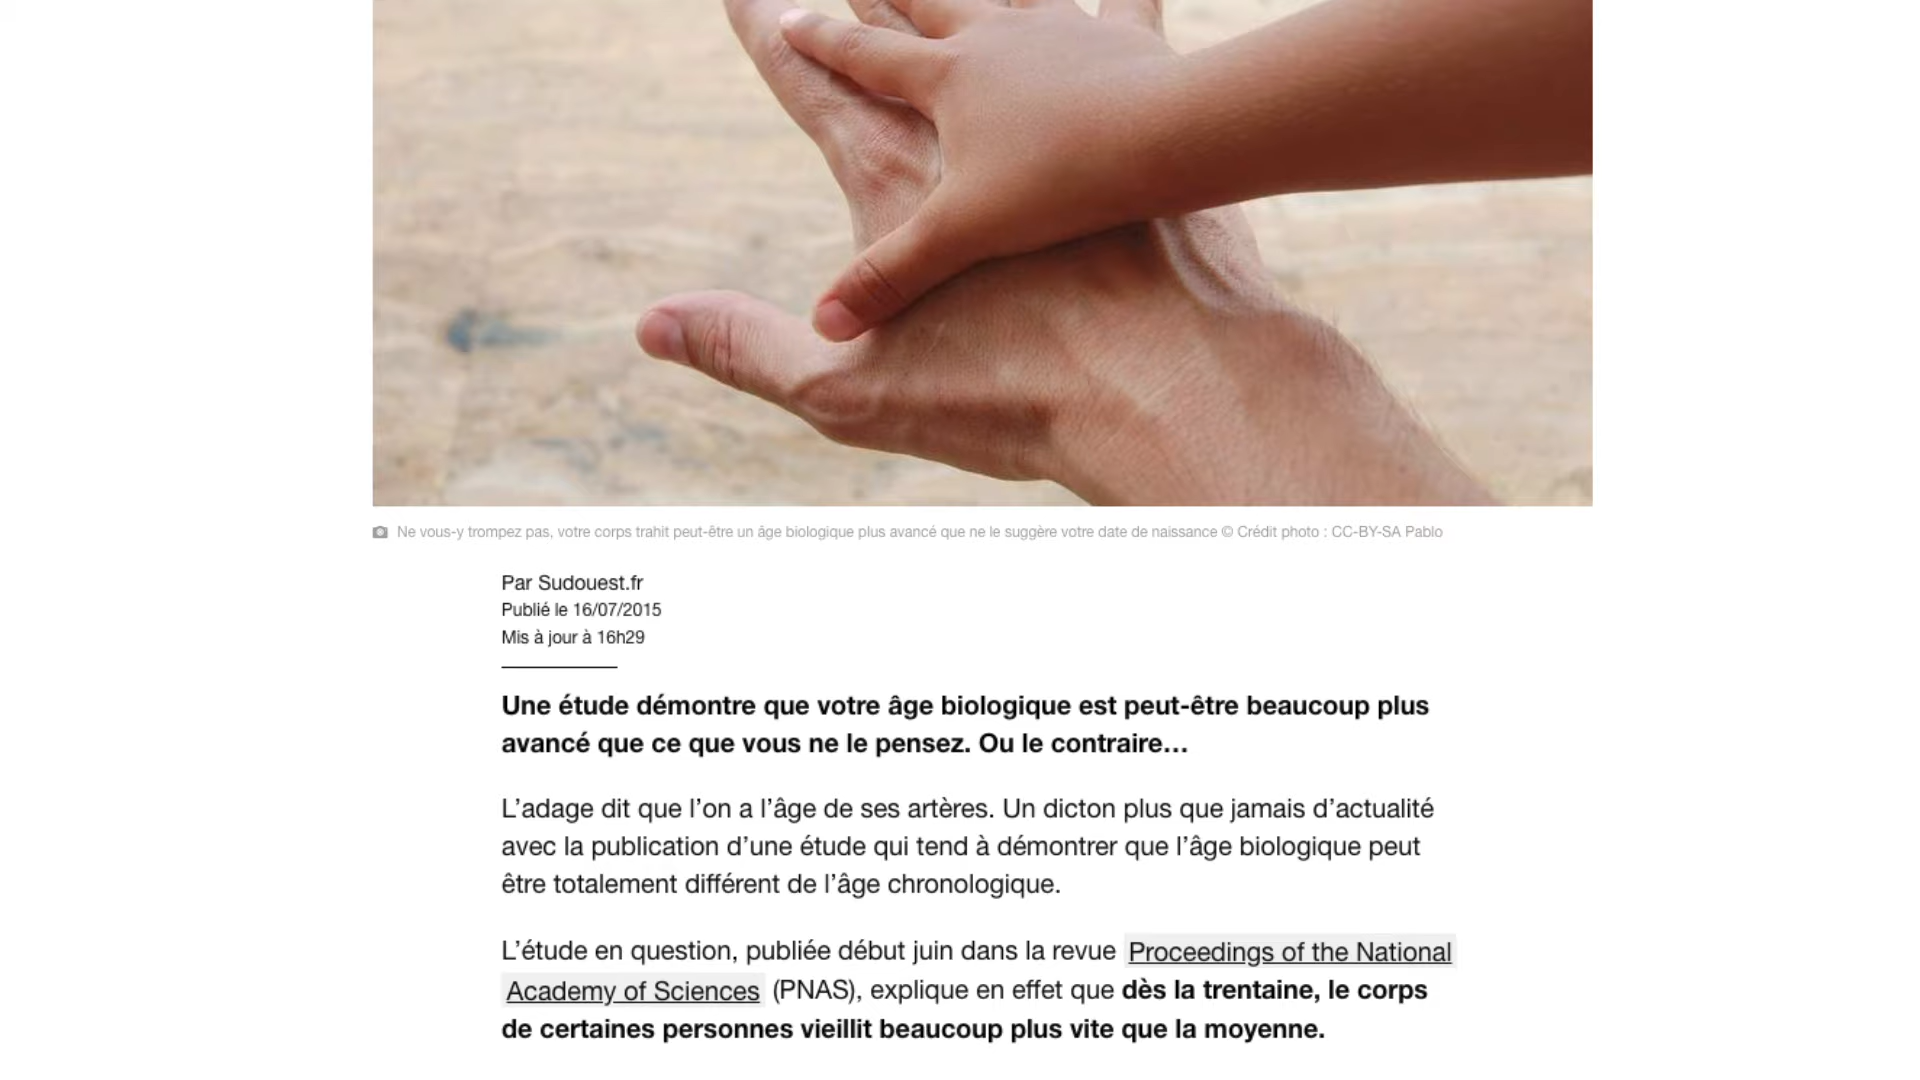 Ne vous-y trompez pas, votre corps trahit peut-être un âge biologique plus avancé que ne le suggère votre date de naissance © Crédit photo : CC-BY-SA Pablo
Par Sudouest.fr
Publié le 16/07/2015
Mis à jour à 16h29
Une étude démontre que votre âge biologique est peut-être beaucoup plus
avancé que ce que vous ne le pensez. Ou le contraire…
L’adage dit que l’on a l’âge de ses artères. Un dicton plus que jamais d’actualité
avec la publication d’une étude qui tend à démontrer que l’âge biologique peut
être totalement différent de l’âge chronologique.
L’étude en question, publiée début juin dans la revue Proceedings of the National
Academy of Sciences (PNAS), explique en effet que dès la trentaine, le corps
de certaines personnes vieillit beaucoup plus vite que la moyenne.